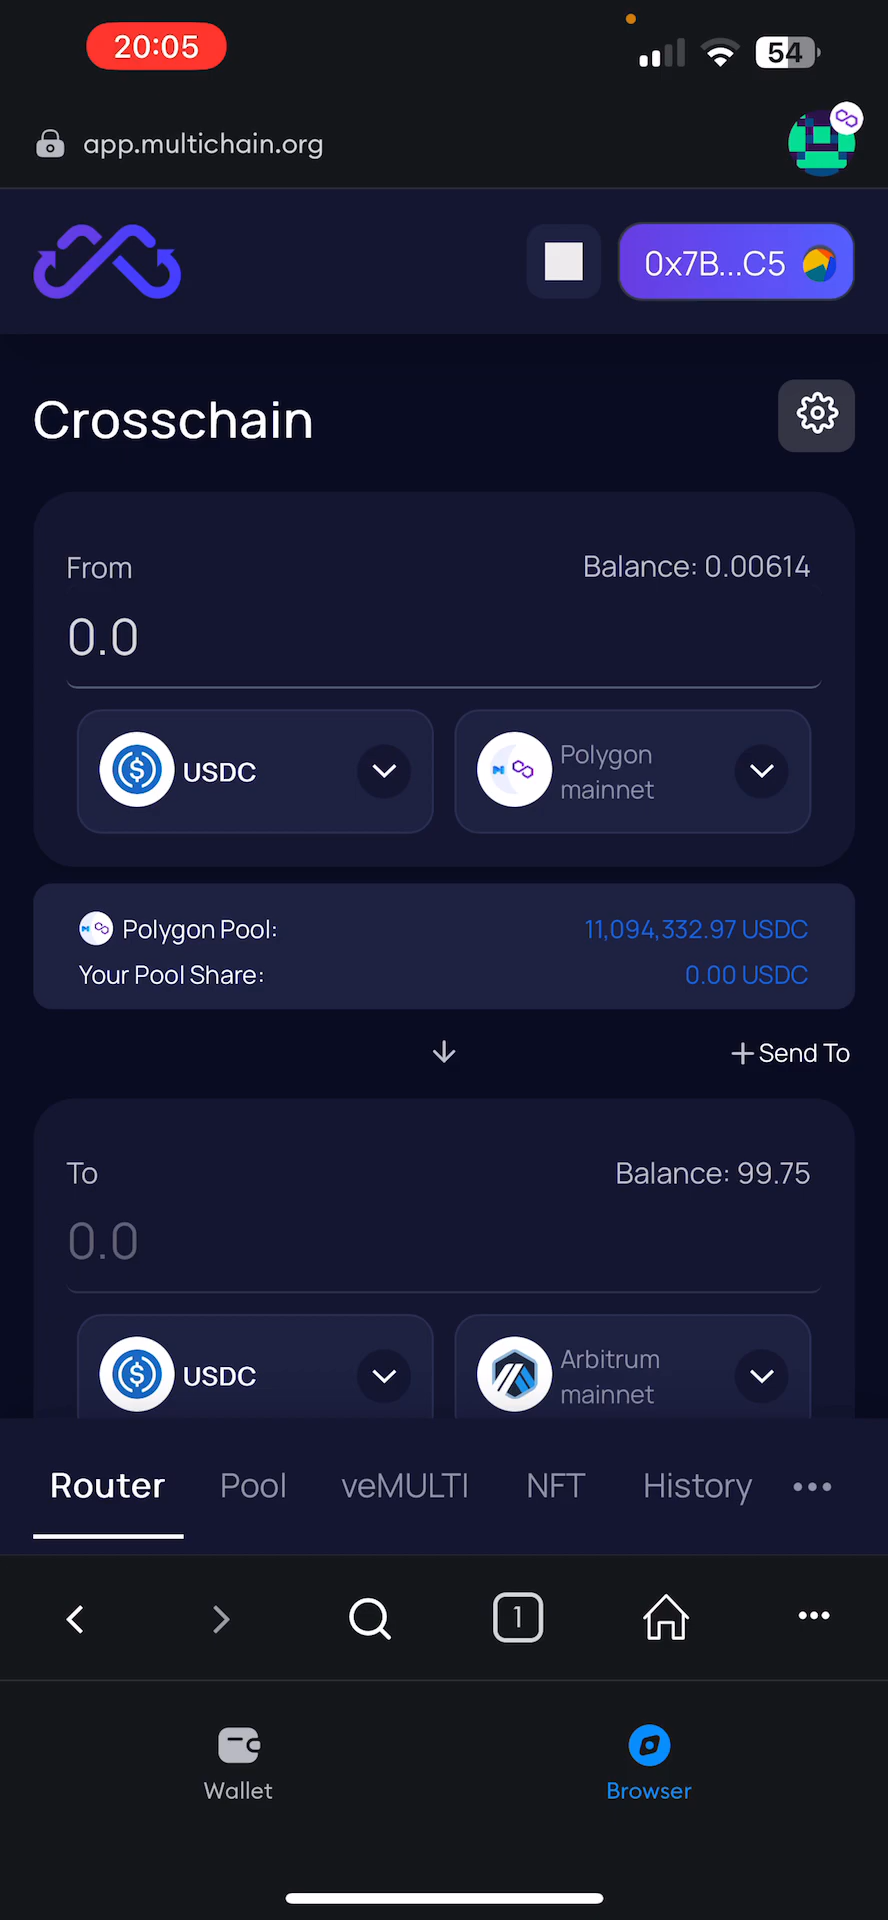 20:05
54
app.multichain.org
0x7B...C5
Crosschain
From
Balance: 0.00614
0.0
USDC
Polygon
mainnet
Polygon Pool:
11,094,332.97 USDC
Your Pool Share:
0.00 USDC
+ Send To
To
Balance: 99.75
0.0
USDC
Arbitrum
mainnet
Router
Pool
veMULTI
NFT
History
1
Wallet
Browser